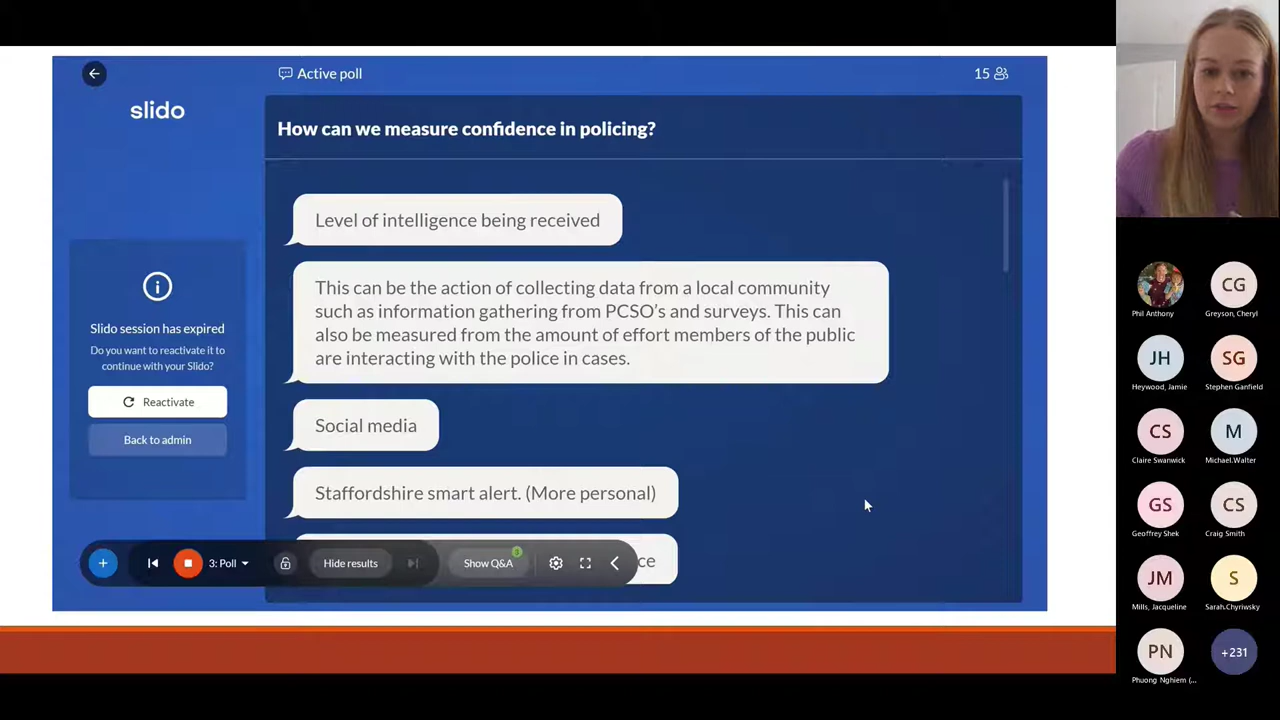 Active poll
15
slido
How can we measure confidence in policing?
Level of intelligence being received
This can be the action of collecting data from a local community
such as information gathering from PCSO's and surveys. This can
also be measured from the amount of effort members of the public
are interacting with the police in cases.
Social media
Staffordshire smart alert. (More personal)
ce
Slido session has expired
Do you want to reactivate it to
continue with your Slido?
Reactivate
Back to admin
3: Poll
Hide results
Show Q&A
Phil Anthony
CG
Greyson, Cheryl
JH
Heywood, Jamie
SG
Stephen Ganfield
CS
Claire Swanwick
M
Michael.Walter
GS
Geoffrey Shek
CS
Craig Smith
JM
Mills, Jacqueline
S
Sarah.Chyriwsky
PN
Phuong Nghiem (...
+231